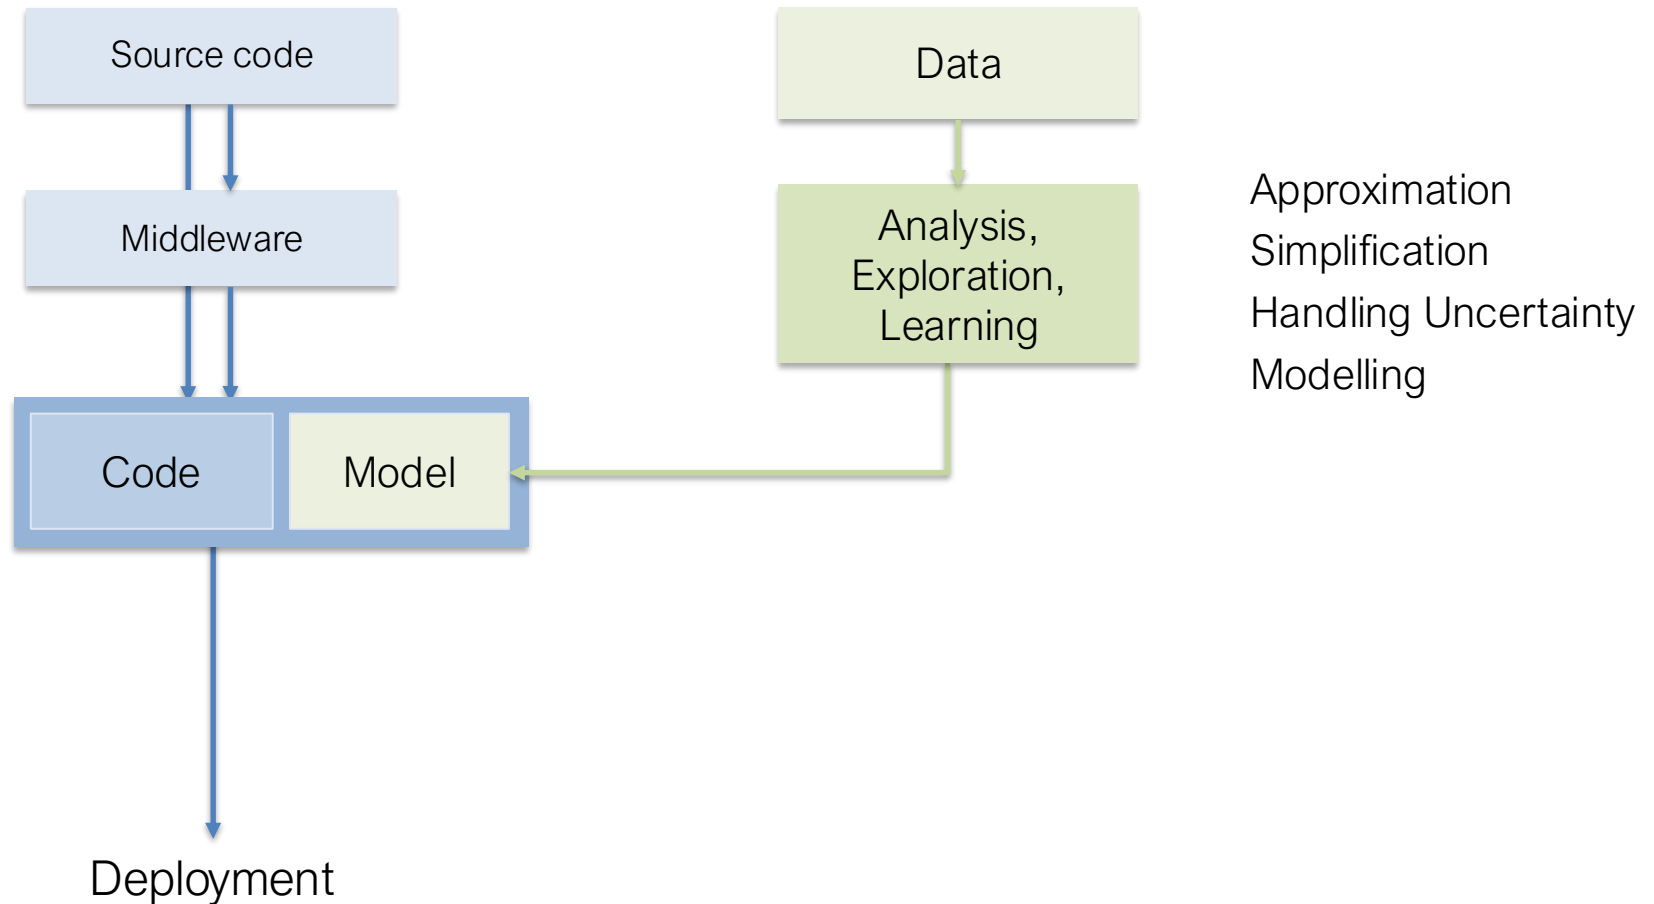 Source code
Data
Middleware
Analysis,
Exploration,
Learning
Approximation
Simplification
Handling Uncertainty
Modelling
Code
Model
Deployment